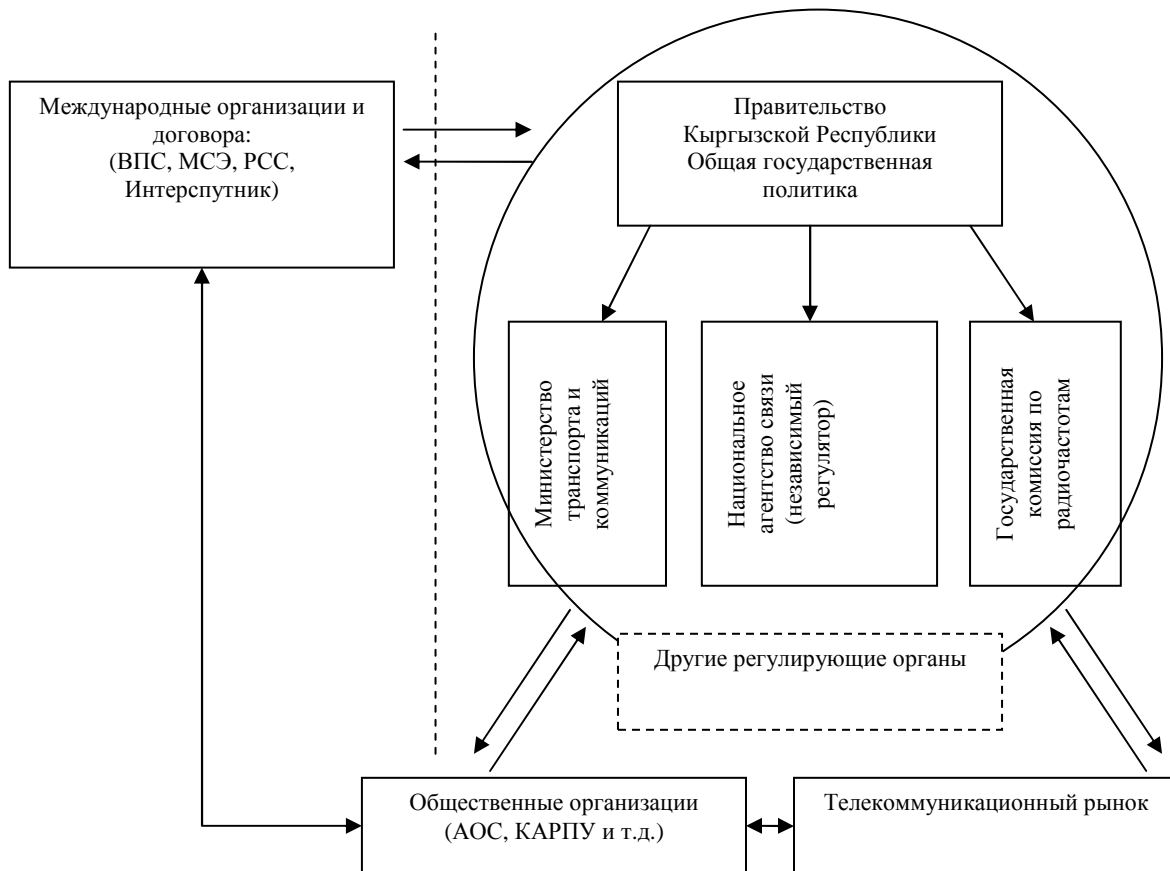 Международные организации и
договора:
(ВПС, МСЭ, РСС,
Интерспутник)
Правительство
Кыргызской Республики
Общая государственная
политика
Министерство
транспорта и
коммуникаций
Национальное
агентство связи
(независимый
регулятор)
Государственная
комиссия по
радиочастотам
Другие регулирующие органы
Общественные организации
(АОС, КАРПУ и т.д.)
Телекоммуникационный рынок